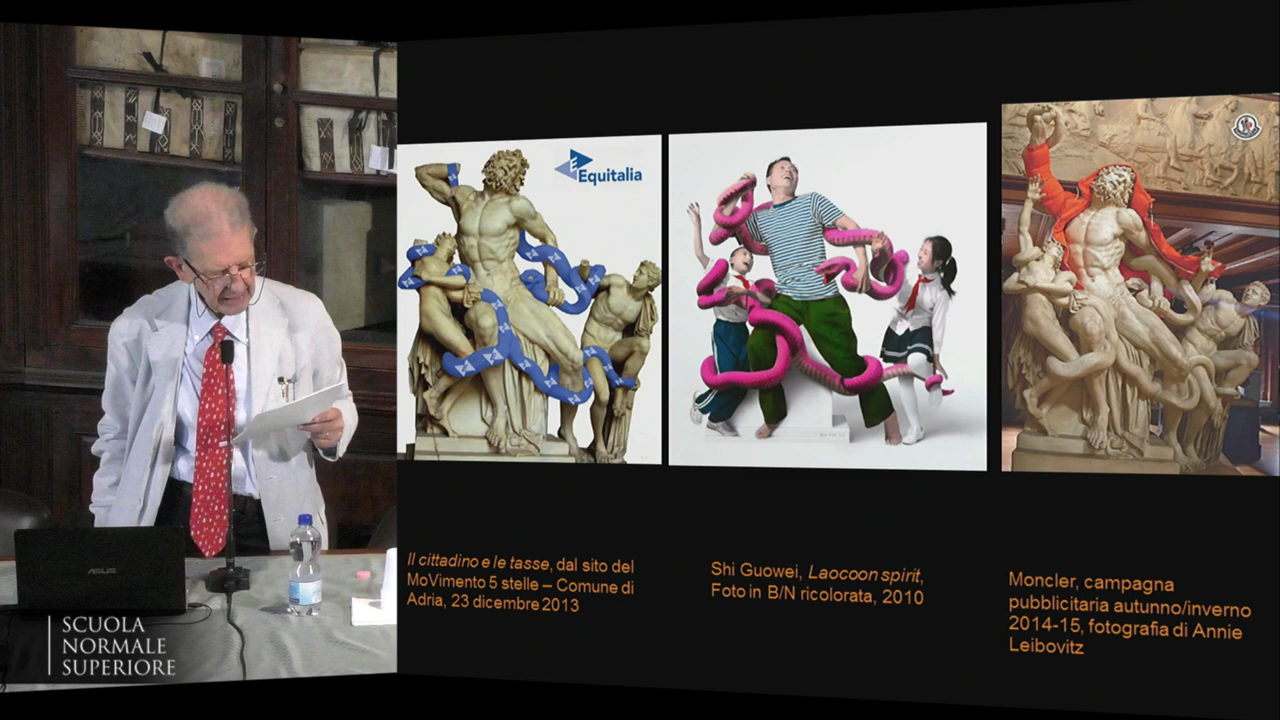 Equitalia
Il cittadino e le tasse, dal sito del
MoVimento 5 stelle – Comune di
Adria, 23 dicembre 2013
Shi Guowei, Laocoon spirit,
Foto in B/N ricolorata, 2010
Moncler, campagna
pubblicitaria autunno/inverno
2014-15, fotografia di Annie
Leibovitz
ASUS
SCUOLA
NORMALE
SUPERIORE